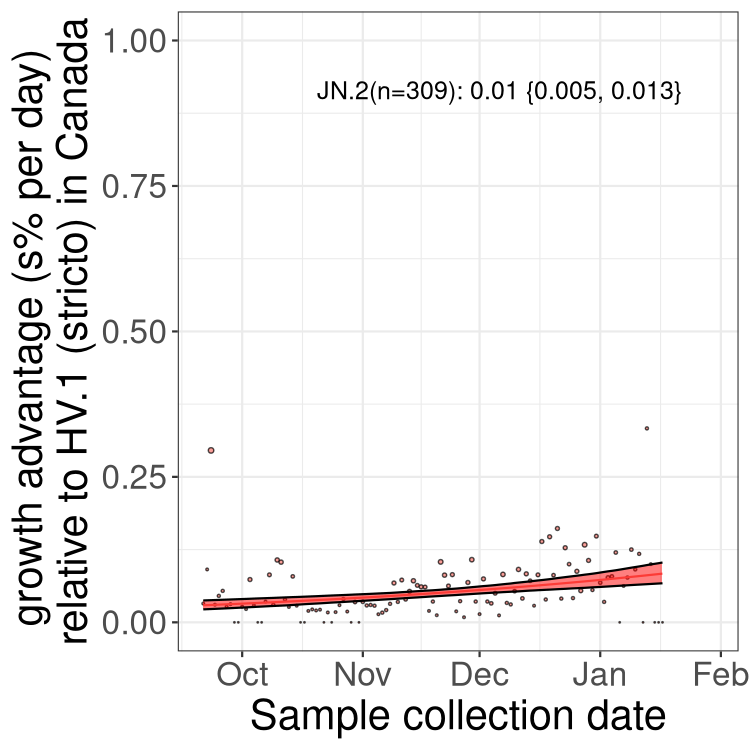 growth advantage (s% per day)
relative to HV.1 (stricto) in Canada
1.00
0.75
0.50
0.25
0.00
JN.2(n=309): 0.01 {0.005, 0.013}
Oct Nov Dec Jan Feb
Sample collection date